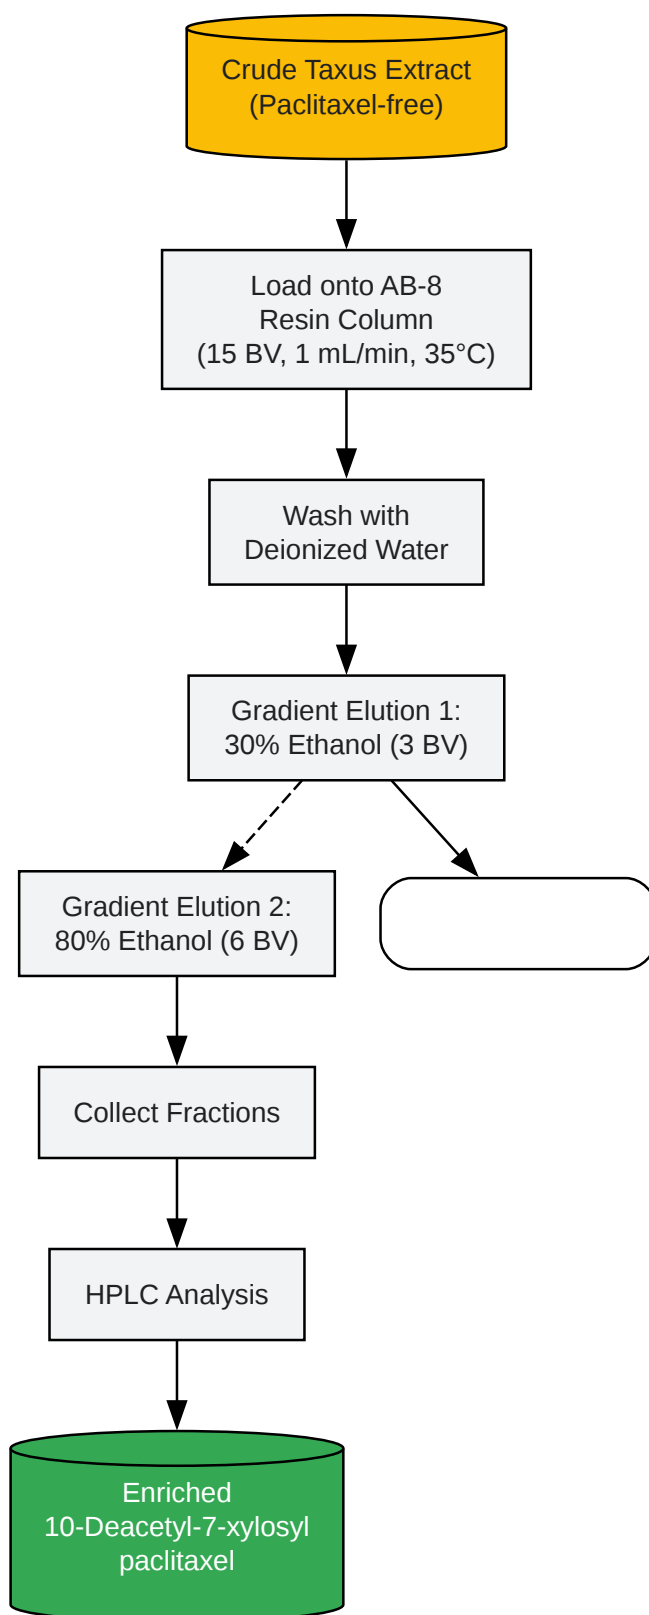 Crude Taxus Extract
(Paclitaxel-free)
Load onto AB-8
Resin Column
(15 BV, 1 mL/min, 35°C)
Wash with
Deionized Water
Gradient Elution 1:
30% Ethanol (3 BV)
Gradient Elution 2:
80% Ethanol (6 BV)
Collect Fractions
HPLC Analysis
Enriched
10-Deacetyl-7-xylosyl
paclitaxel